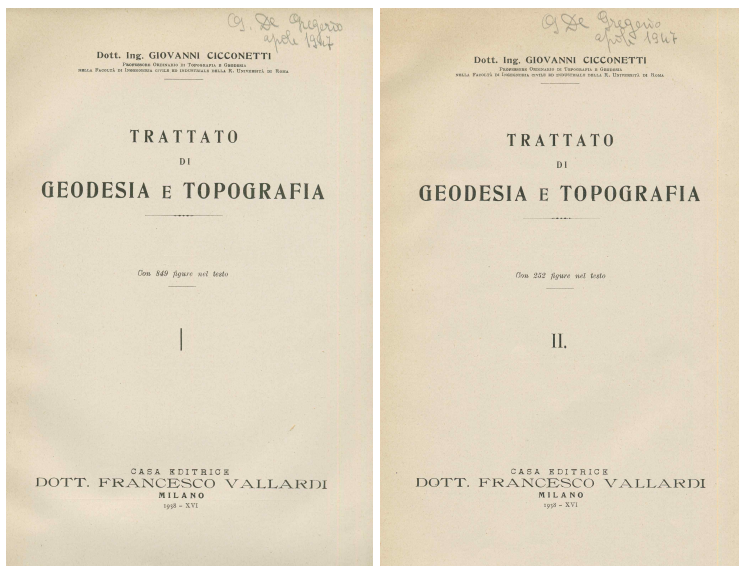 G. De Gregorio
apoli 1947
Dott. Ing. GIOVANNI CICCONETTI
PROFESSORE ORDINARIO DI TOPOGRAFIA E GEODESIA
NELLA FACOLTÀ DI INGEGNERIA CIVILE ED INDUSTRIALE DELLA R. UNIVERSITÀ DI ROMA
TRATTATO
DI
GEODESIA E TOPOGRAFIA
Con 849 figure nel testo
I
CASA EDITRICE
DOTT. FRANCESCO VALLARDI
MILANO
1938 - XVI
G De Gregorio
apoli 1947
Dott. Ing. GIOVANNI CICCONETTI
PROFESSORE ORDINARIO DI TOPOGRAFIA E GEODESIA
NELLA FACOLTÀ DI INGEGNERIA CIVILE ED INDUSTRIALE DELLA R. UNIVERSITÀ DI ROMA
TRATTATO
DI
GEODESIA E TOPOGRAFIA
Con 252 figure nel testo
II.
CASA EDITRICE
DOTT. FRANCESCO VALLARDI
MILANO
1938 - XVI